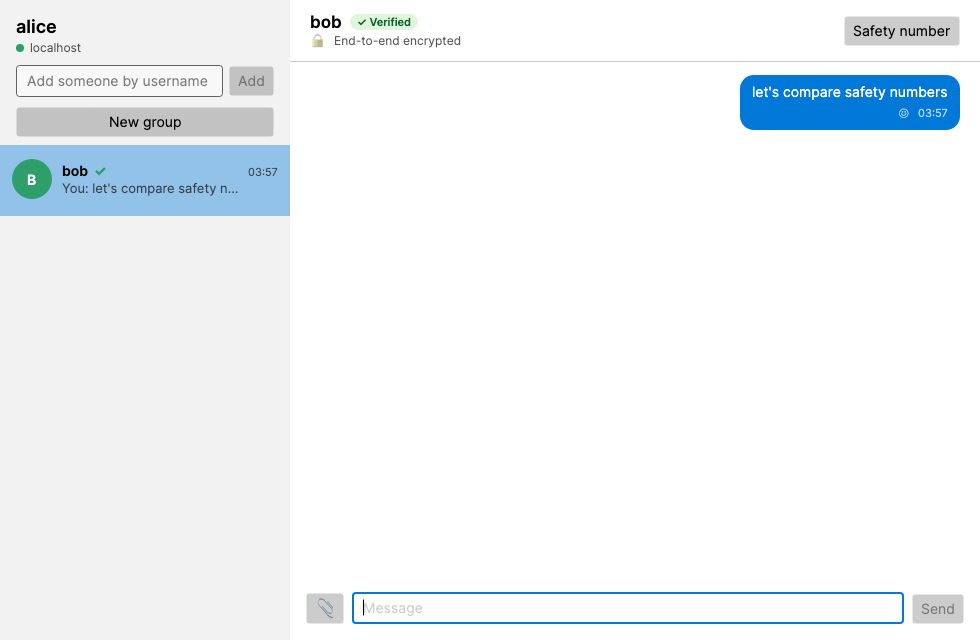 alice
localhost
Add someone by username
Add
New group
B
bob
03:57
You: let's compare safety n...
bob
✓ Verified
End-to-end encrypted
Safety number
let's compare safety numbers
03:57
Message
Send